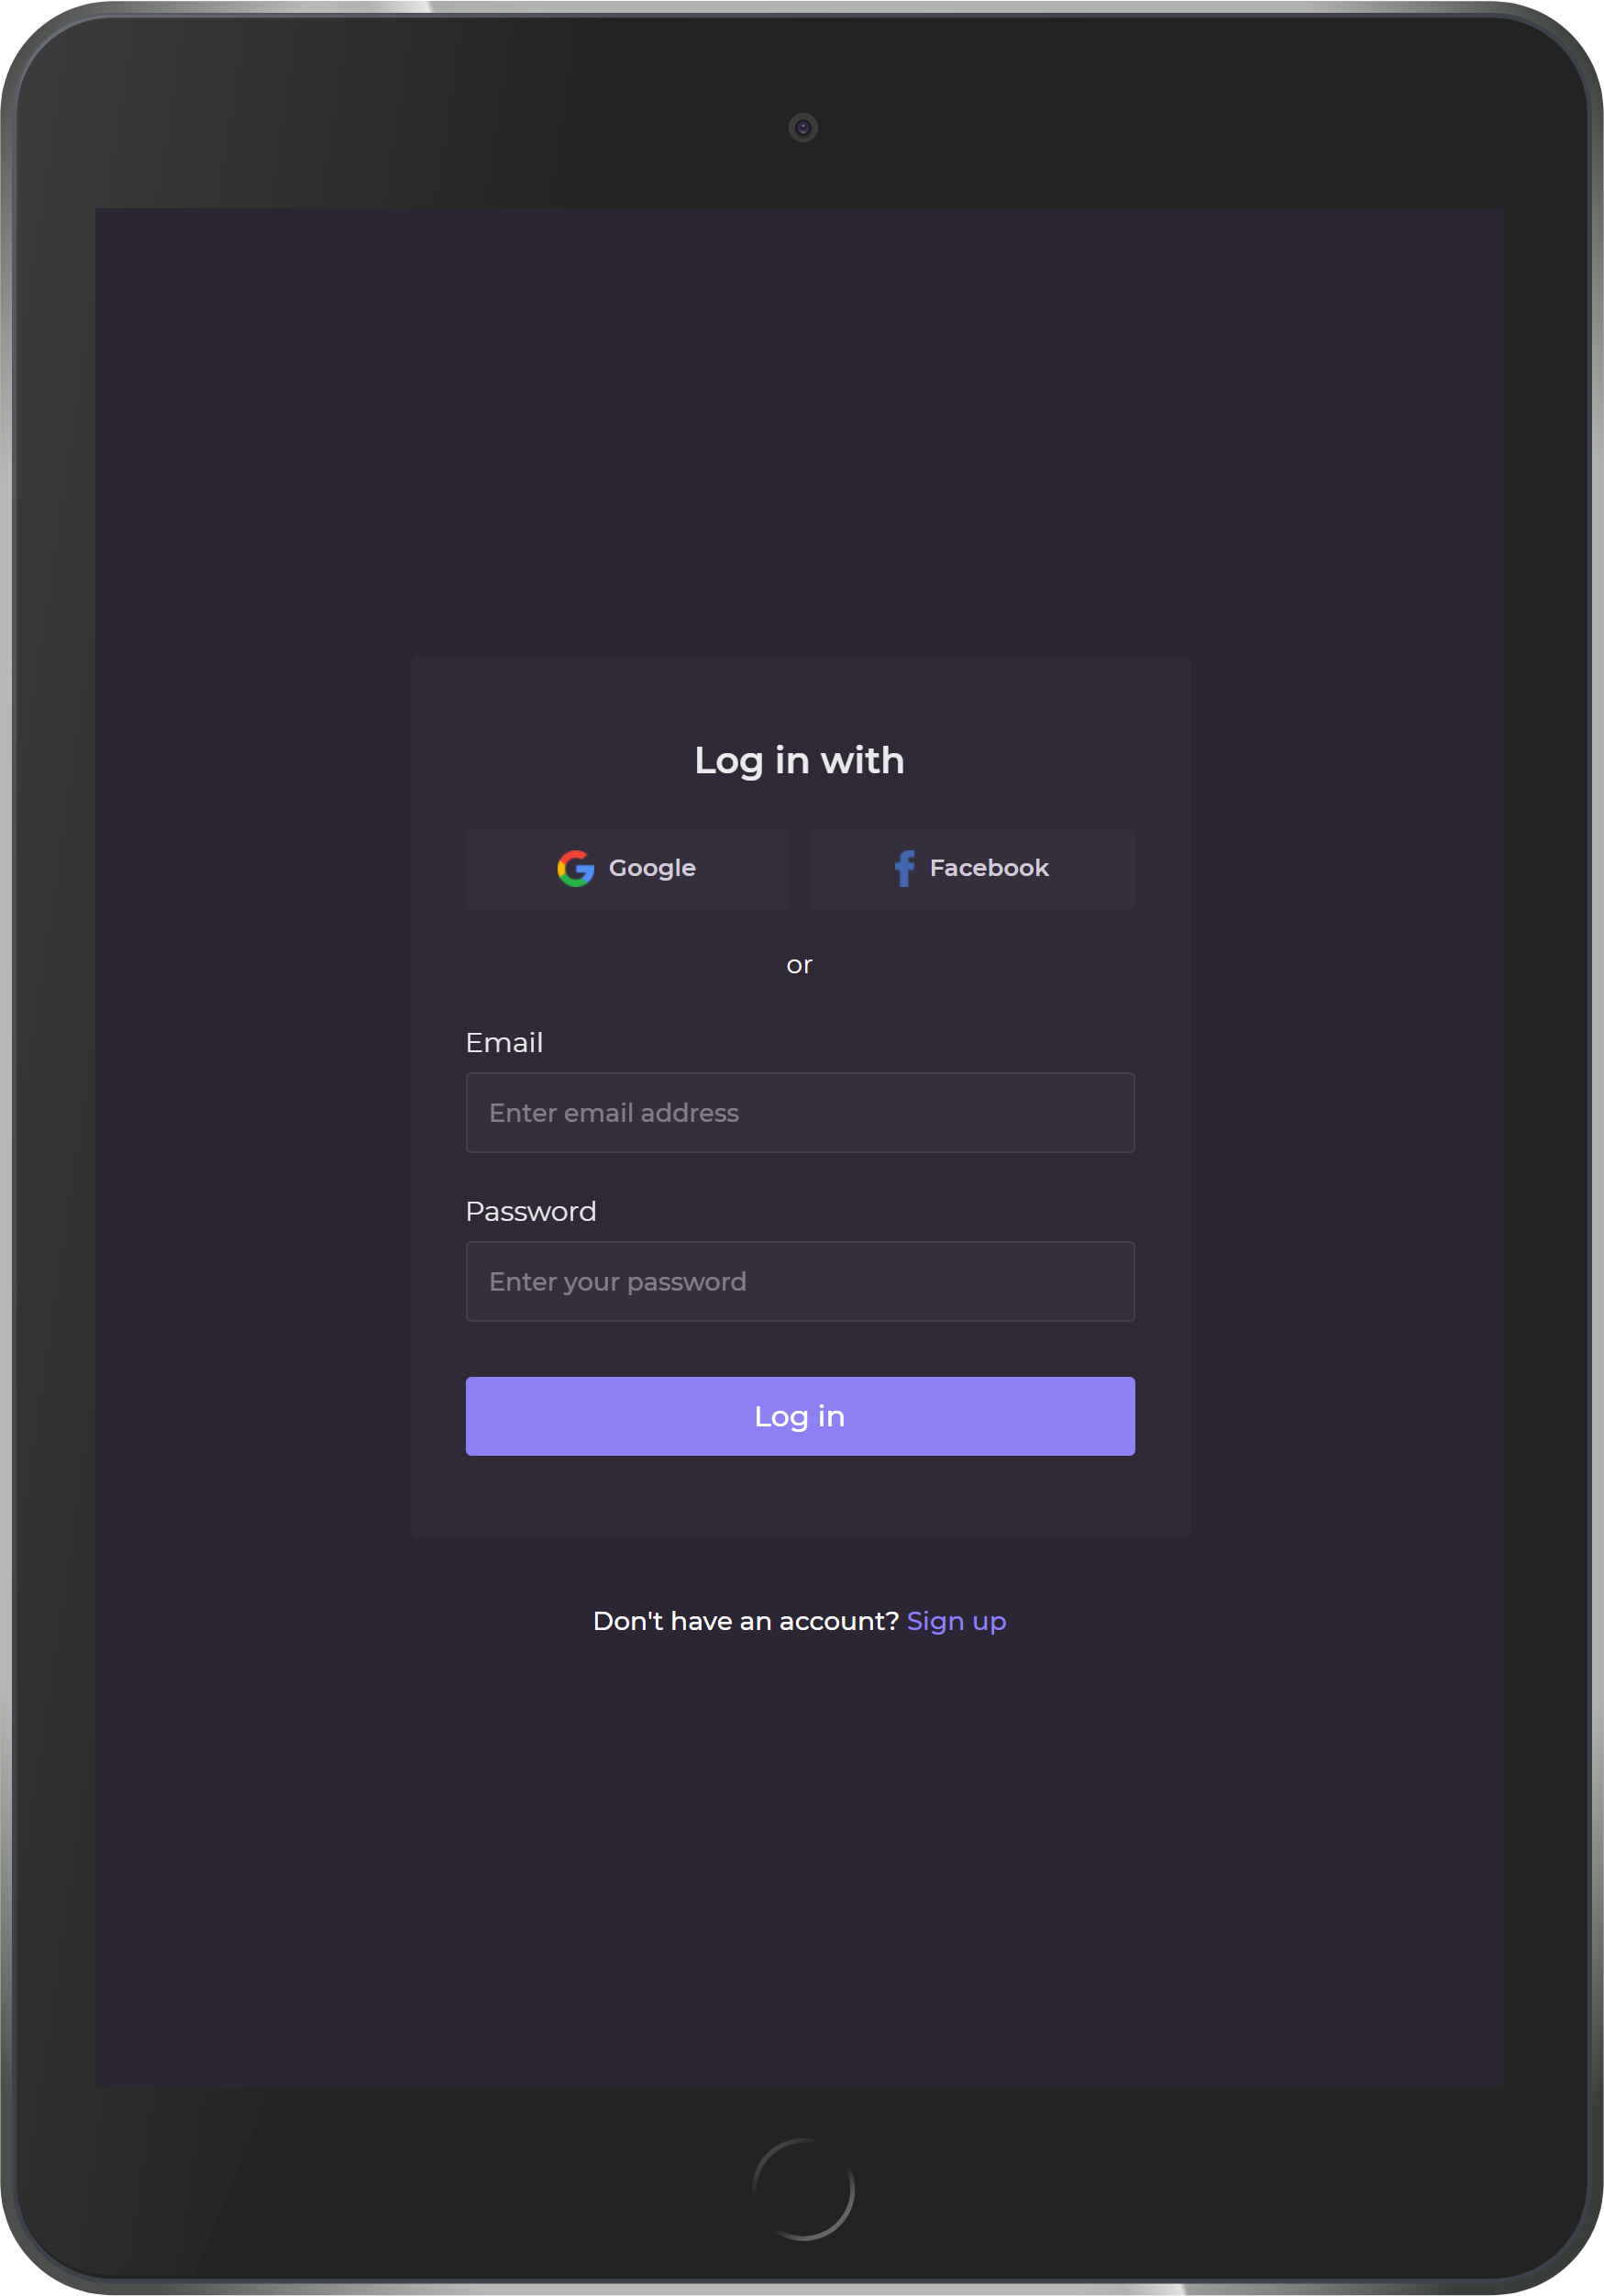 Log in with
Google
Facebook
or
Email
Enter email address
Password
Enter your password
Log in
Don't have an account? Sign up